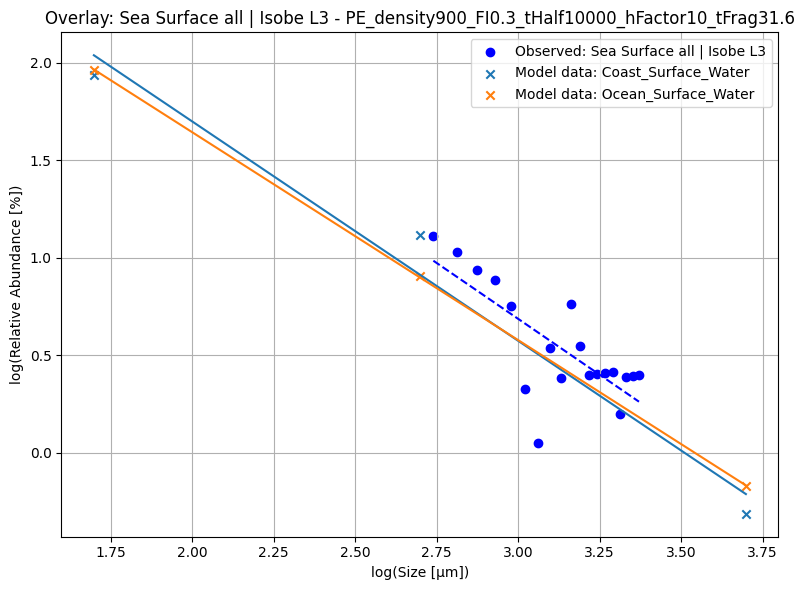 Overlay: Sea Surface all | Isobe L3 - PE_density900_FI0.3_tHalf10000_hFactor10_tFrag31.6
Observed: Sea Surface all | Isobe L3
Model data: Coast_Surface_Water
Model data: Ocean_Surface_Water
log(Relative Abundance [%])
2.0
1.5
1.0
0.5
0.0
1.75 2.00 2.25 2.50 2.75 3.00 3.25 3.50 3.75
log(Size [µm])